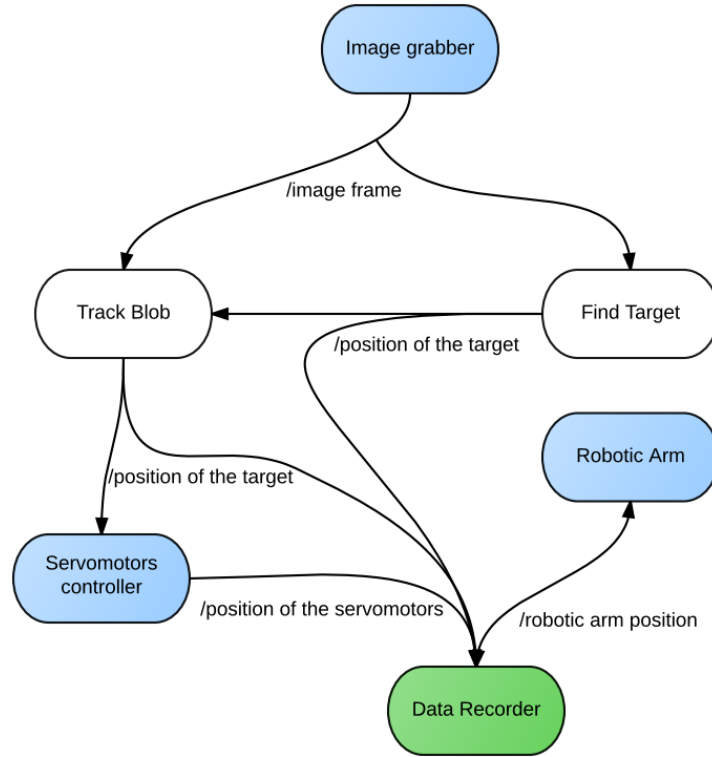 Image grabber
/image frame
Track Blob
Find Target
/position of the target
Robotic Arm
/position of the target
Servomotors
controller
/position of the servomotors
/robotic arm position
Data Recorder